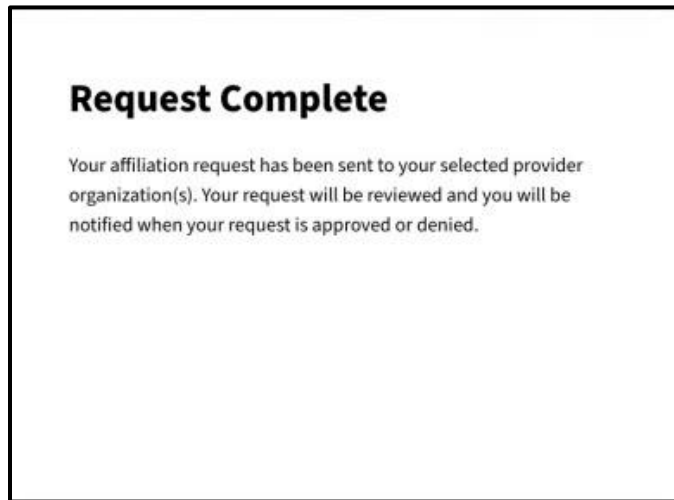 Request Complete
Your affiliation request has been sent to your selected provider
organization(s). Your request will be reviewed and you will be
notified when your request is approved or denied.